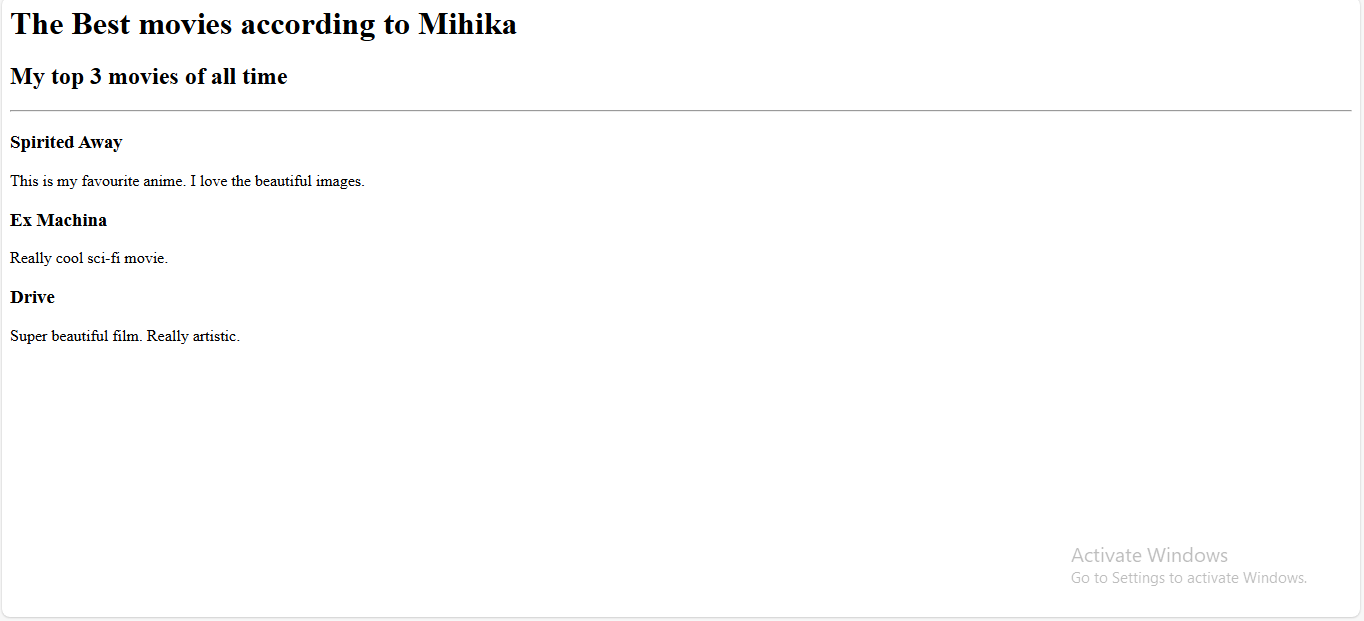 The Best movies according to Mihika
My top 3 movies of all time
Spirited Away
This is my favourite anime. I love the beautiful images.
Ex Machina
Really cool sci-fi movie.
Drive
Super beautiful film. Really artistic.
Activate Windows
Go to Settings to activate Windows.